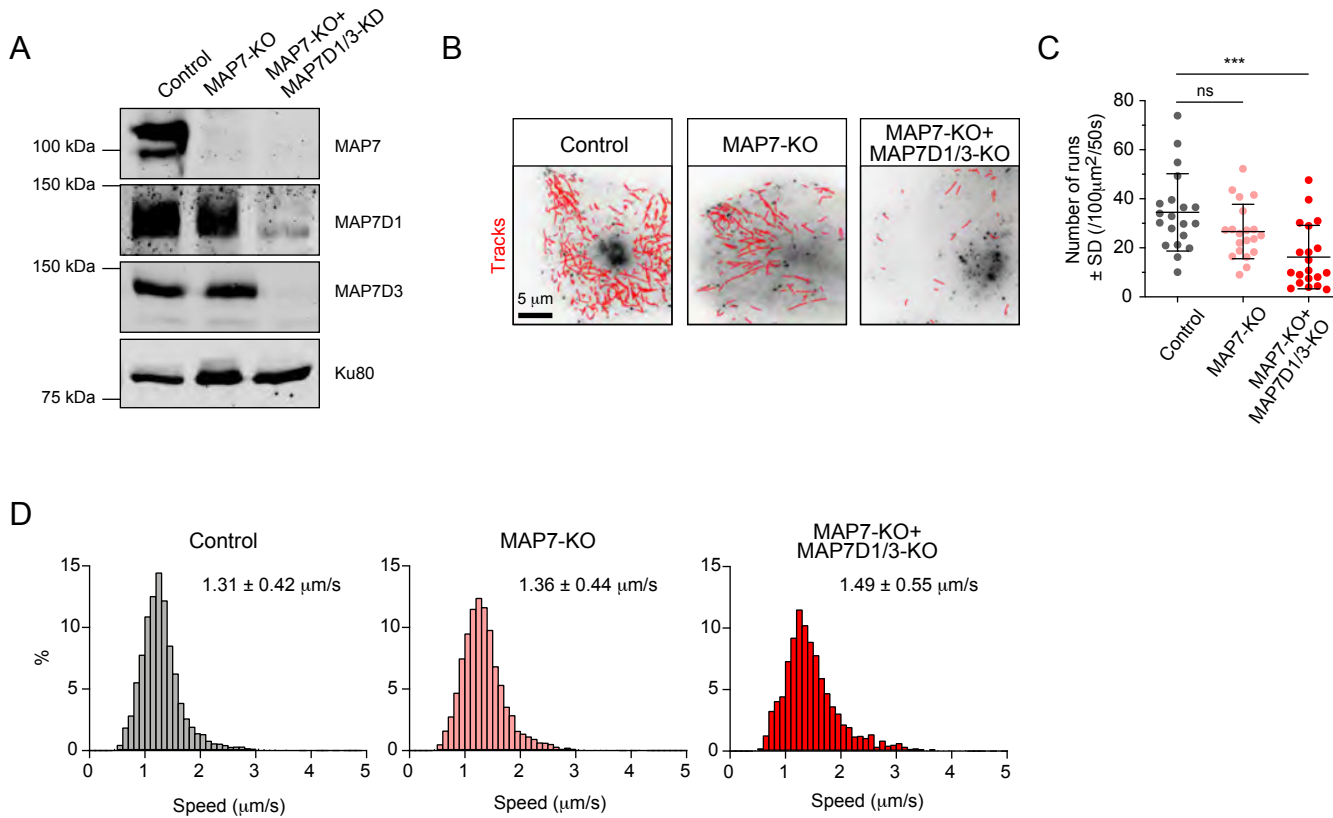 A
Control
MAP7-KO
MAP7-KO+
MAP7D1/3-KD
100 kDa
MAP7
150 kDa
MAP7D1
150 kDa
MAP7D3
Ku80
75 kDa
B
Control
MAP7-KO
MAP7-KO+
MAP7D1/3-KO
Tracks
5 μm
C
***
ns
Number of runs
± SD (/100μm²/50s)
80
60
40
20
0
Control
MAP7-KO
MAP7-KO+
MAP7D1/3-KO
D
Control
1.31 ± 0.42 μm/s
%
15
10
5
0
0 1 2 3 4 5
Speed (μm/s)
MAP7-KO
1.36 ± 0.44 μm/s
15
10
5
0
0 1 2 3 4 5
Speed (μm/s)
MAP7-KO+
MAP7D1/3-KO
1.49 ± 0.55 μm/s
15
10
5
0
0 1 2 3 4 5
Speed (μm/s)